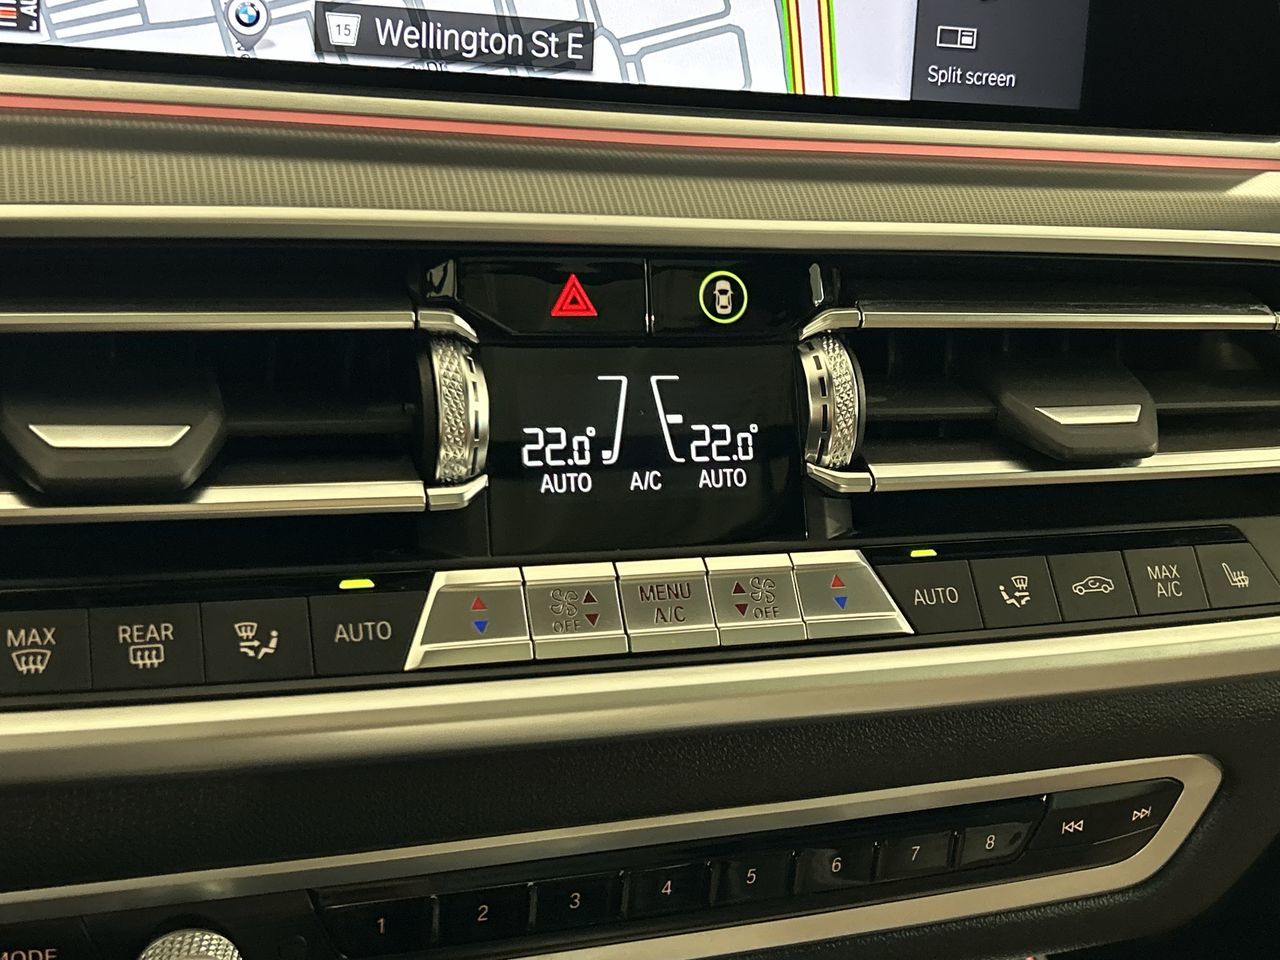 15 Wellington St E
Split screen
22.0° 22.0°
AUTO A/C AUTO
MAX
REAR
AUTO
OFF
MENU
A/C
OFF
AUTO
MAX
A/C
1 2 3 4 5 6 7 8
MODE